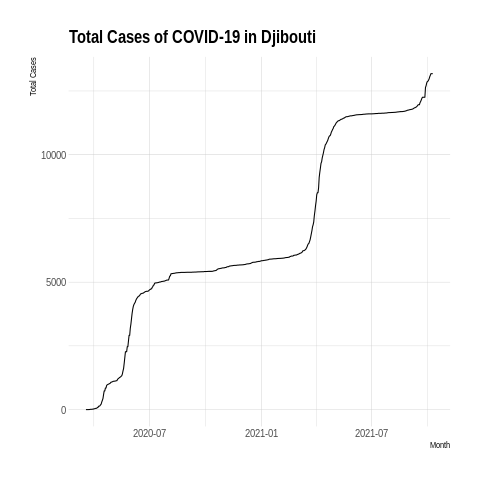 Total Cases of COVID-19 in Djibouti
Total Cases
10000
5000
0
2020-07
2021-01
2021-07
Month